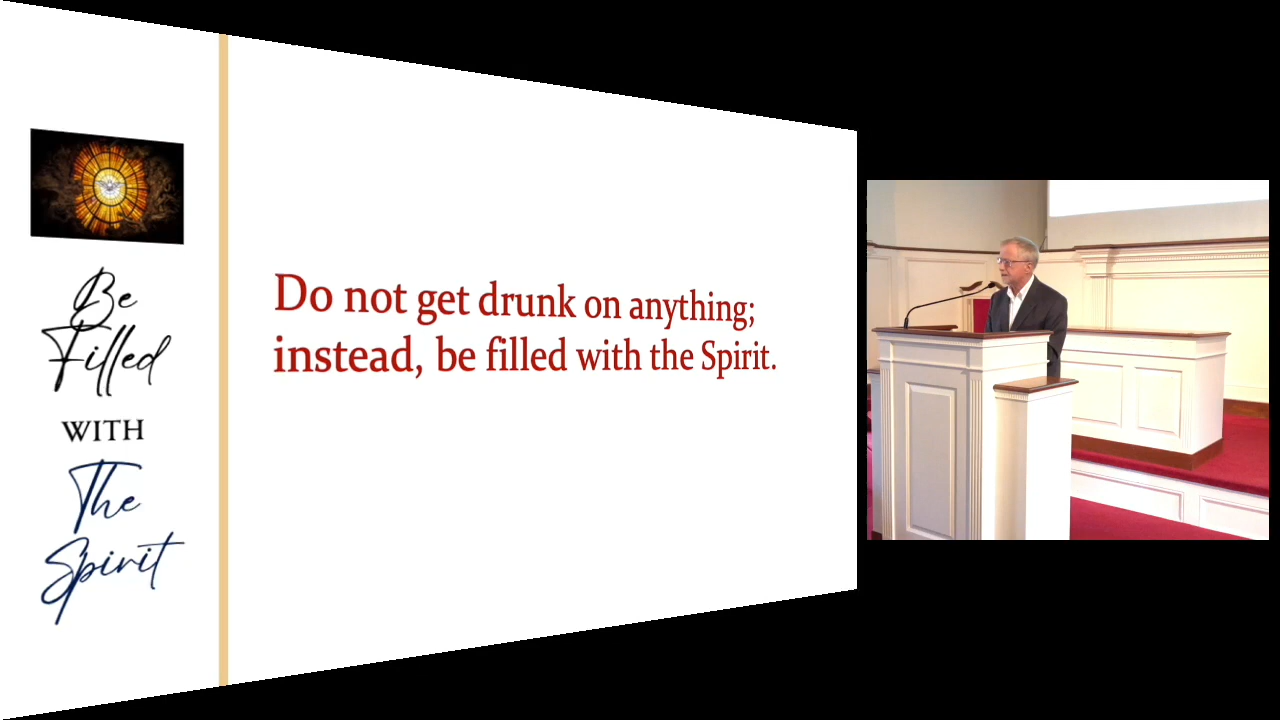 Be
Filled
WITH
The
Spirit
Do not get drunk on anything;
instead, be filled with the Spirit.